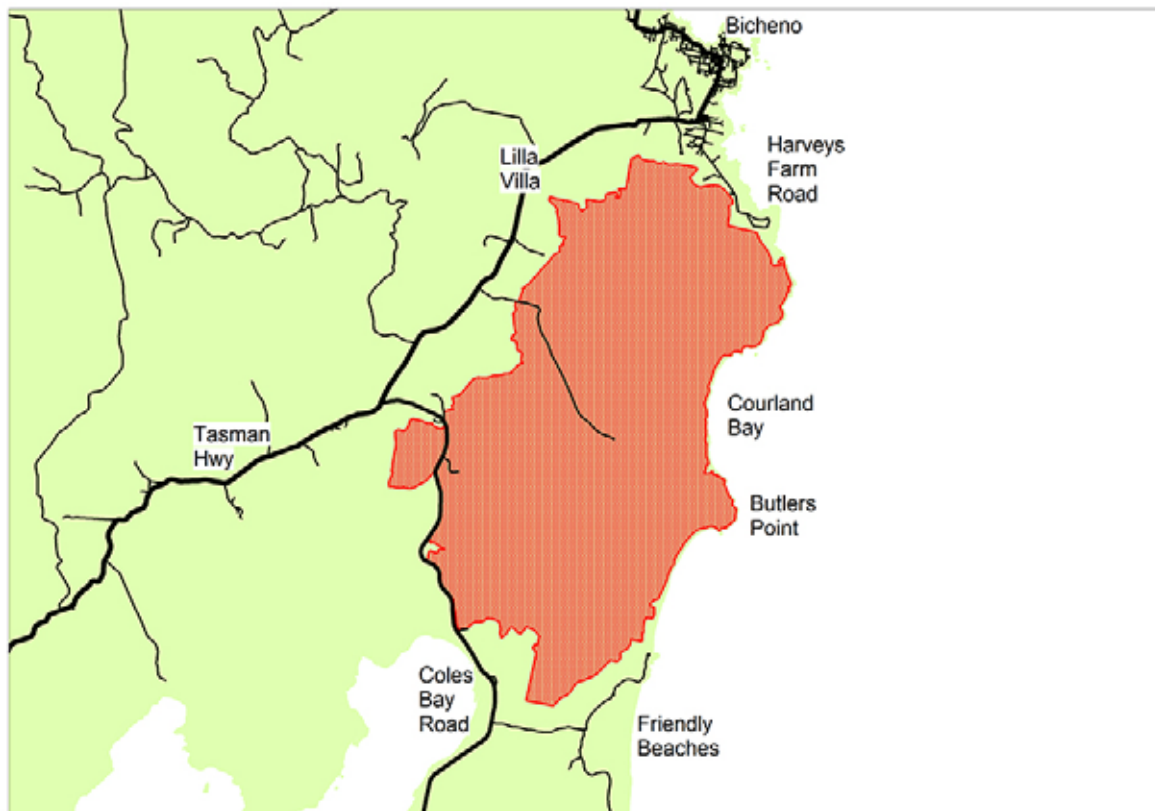 Bicheno
Harveys
Farm
Road
Lilla
Villa
Courland
Bay
Tasman
Hwy
Butlers
Point
Coles
Bay
Road
Friendly
Beaches